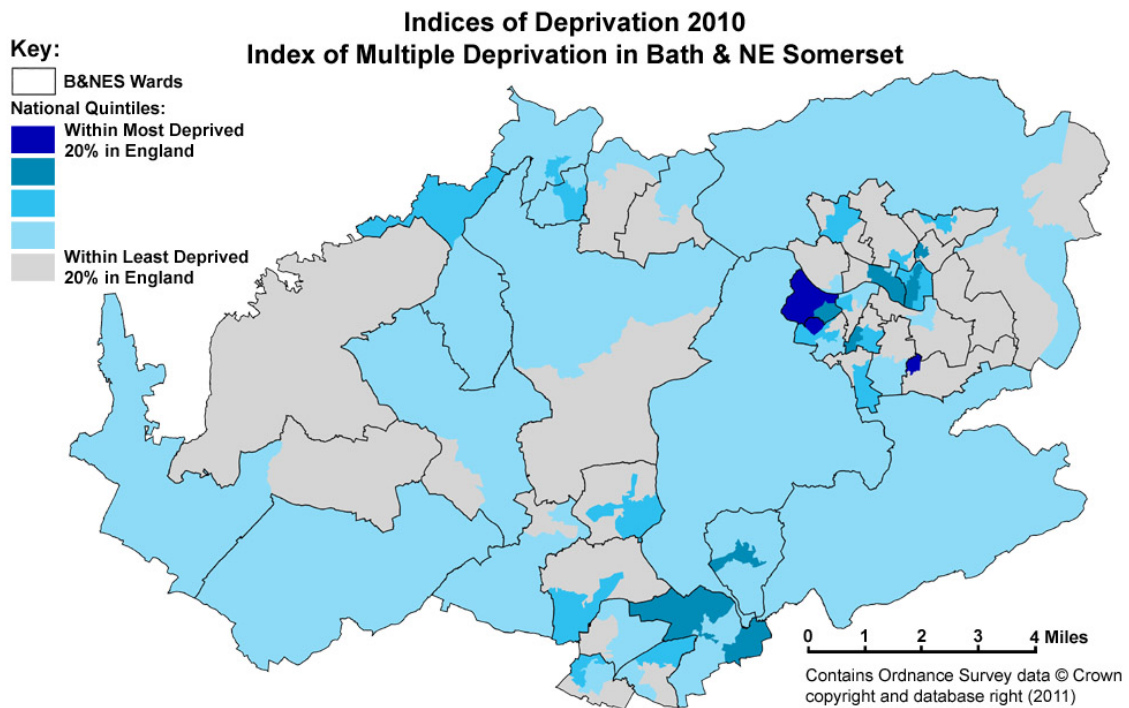 Indices of Deprivation 2010
Index of Multiple Deprivation in Bath & NE Somerset
Key:
B&NES Wards
National Quintiles:
Within Most Deprived
20% in England
Within Least Deprived
20% in England
0 1 2 3 4 Miles
Contains Ordnance Survey data © Crown
copyright and database right (2011)